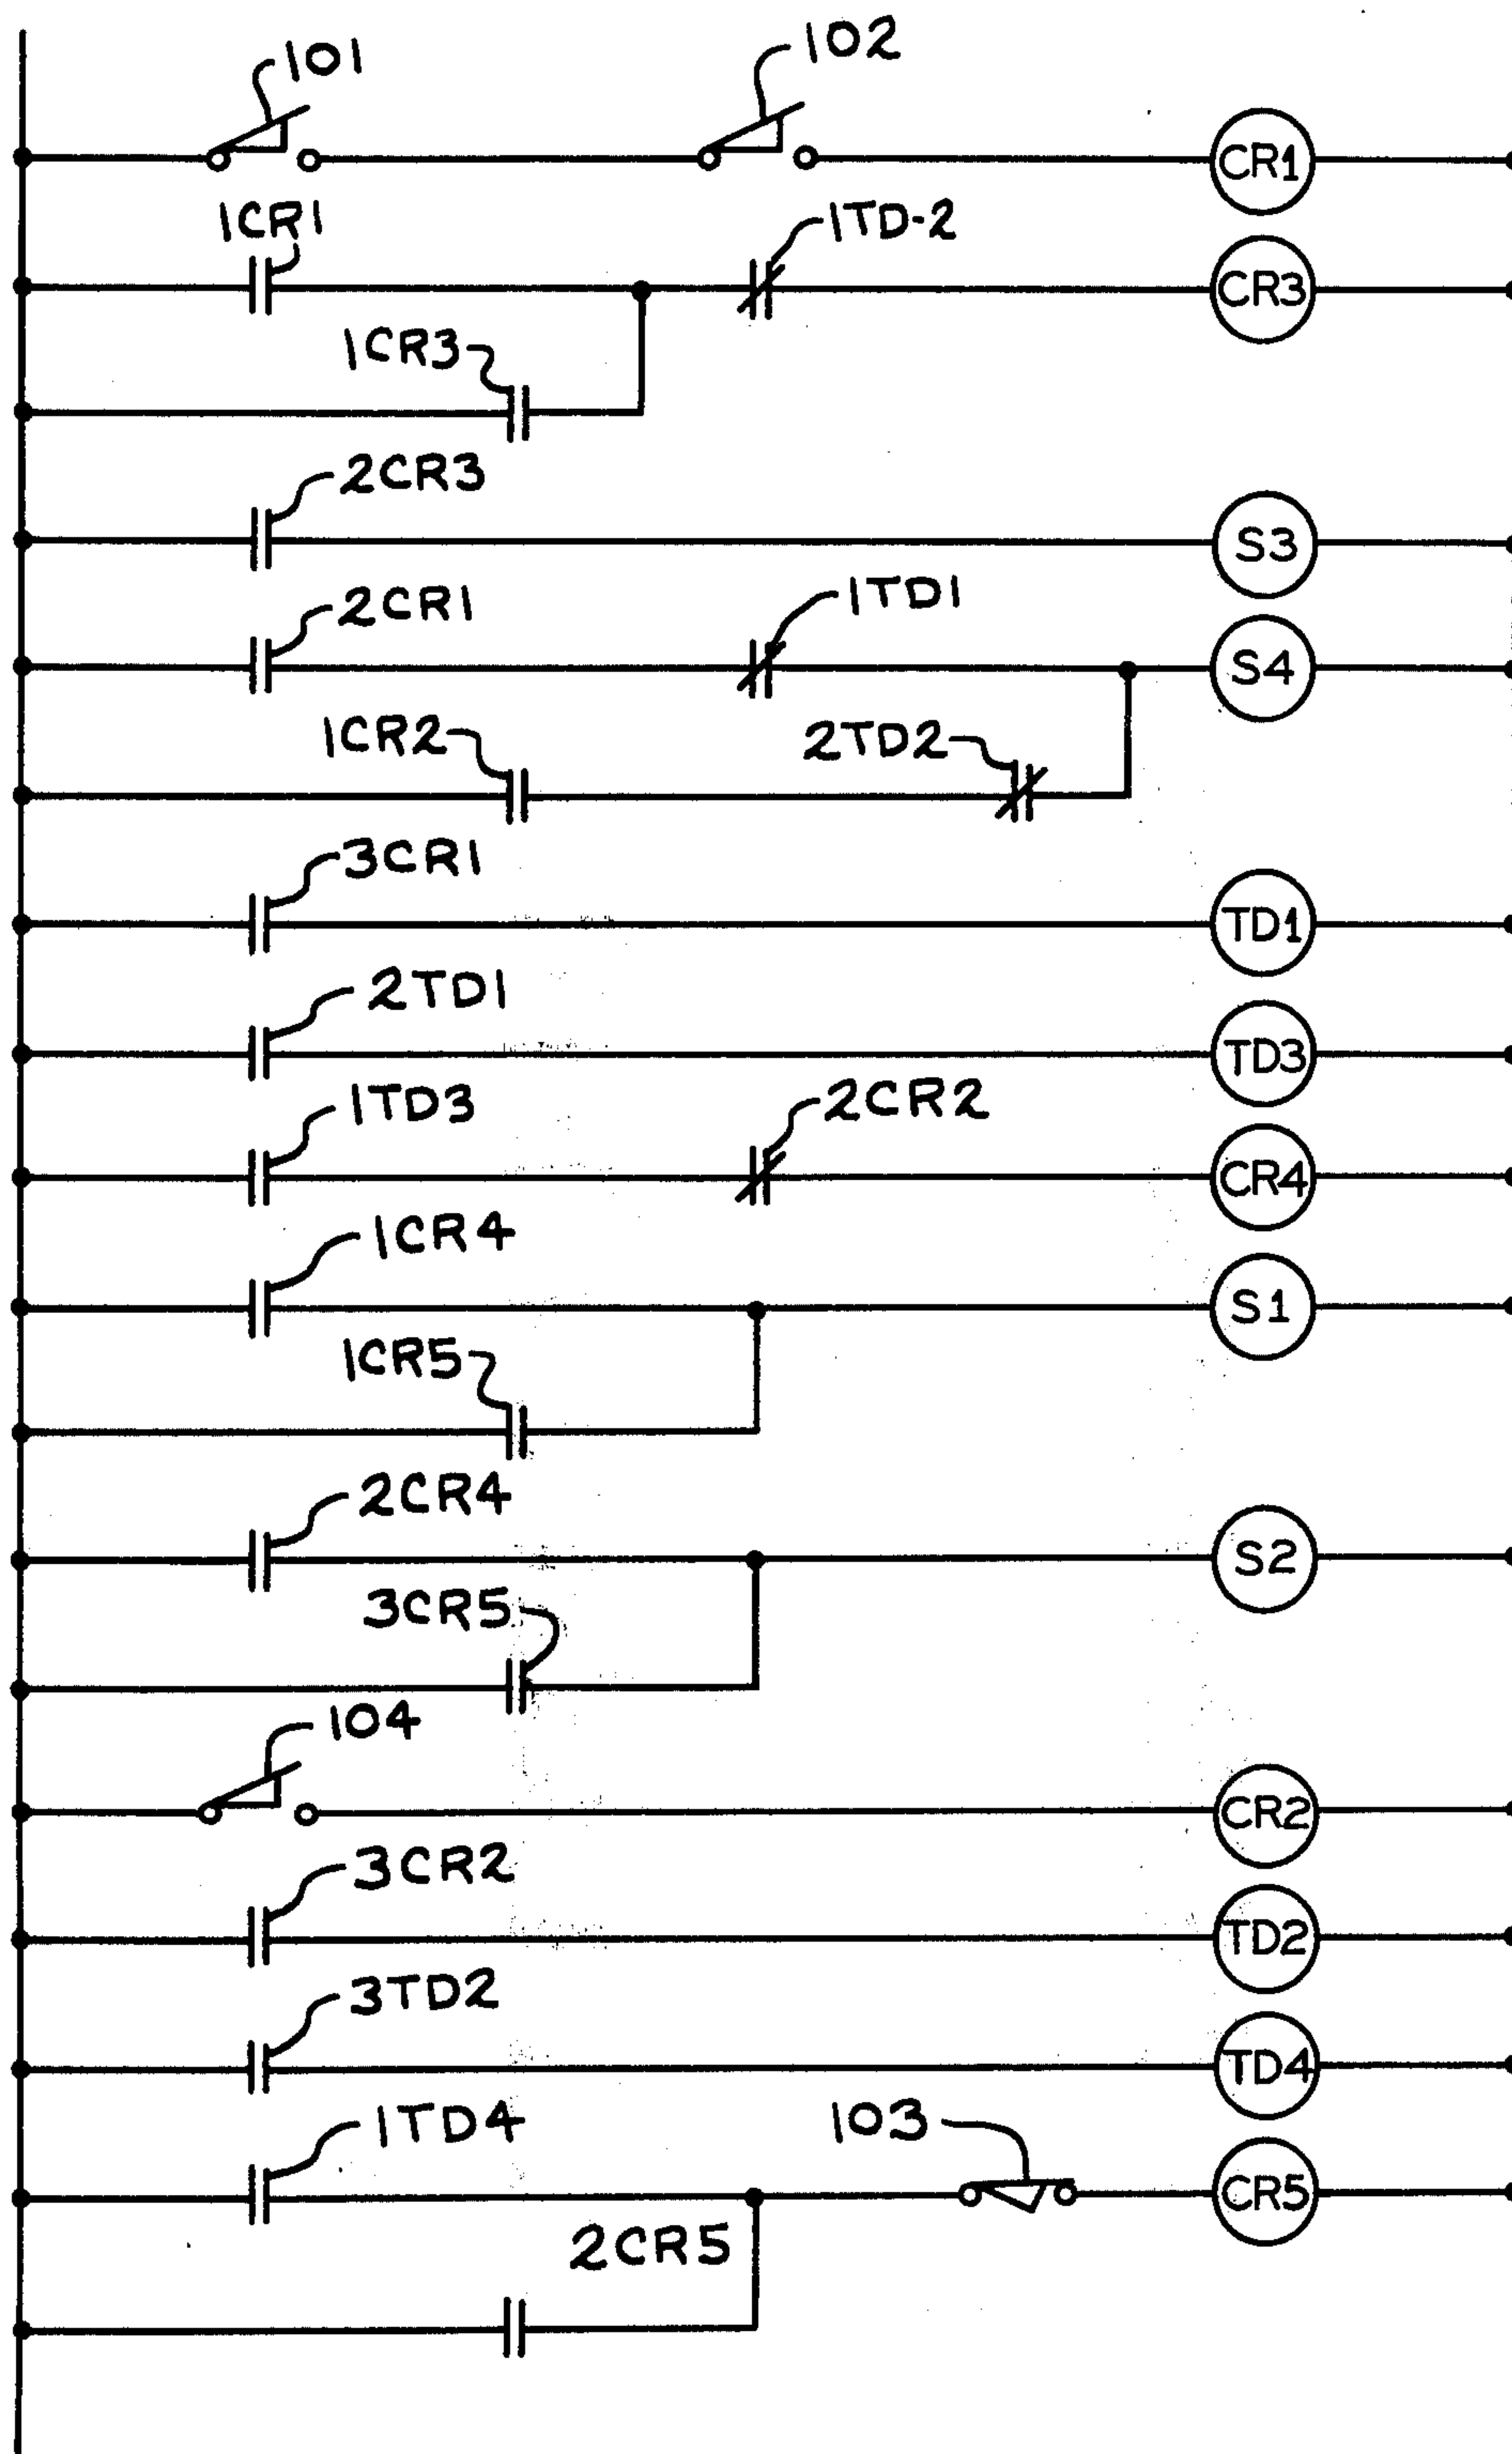 101
102
CR1
1CR1
1TD-2
CR3
1CR3
2CR3
S3
2CR1
1TD1
S4
1CR2
2TD2
3CR1
TD1
2TD1
TD3
1TD3
2CR2
CR4
1CR4
S1
1CR5
2CR4
S2
3CR5
104
CR2
3CR2
TD2
3TD2
TD4
1TD4
103
CR5
2CR5